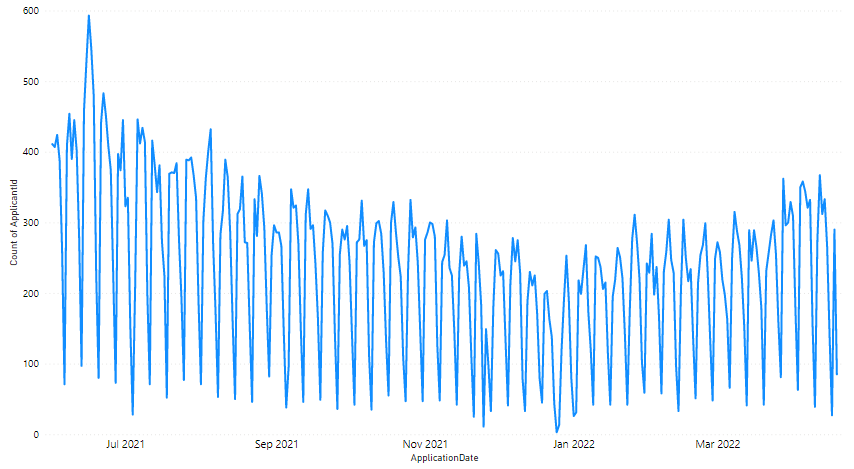 600
500
400
300
200
100
0
Count of ApplicantId
Jul 2021 Sep 2021 Nov 2021 Jan 2022 Mar 2022
ApplicationDate